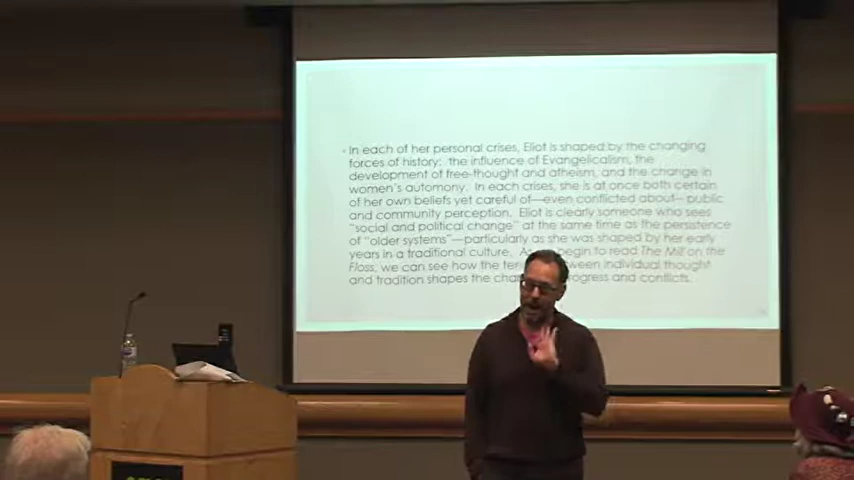 In each of her personal crises, Eliot is shaped by the changing
forces of history: the influence of Evangelicalism, the
development of free-thought and atheism, and the change in
women's autonomy. In each crisis, she is at once both certain
of her own beliefs yet careful of—even conflicted about—public
and community perception. Eliot is clearly someone who sees
"social and political change" at the same time as the persistence
of "older systems"—particularly as she was shaped by her early
years in a traditional culture. As begin to read The Mill on the
Floss, we can see how the between individual thought
and tradition shapes the progress and conflicts.